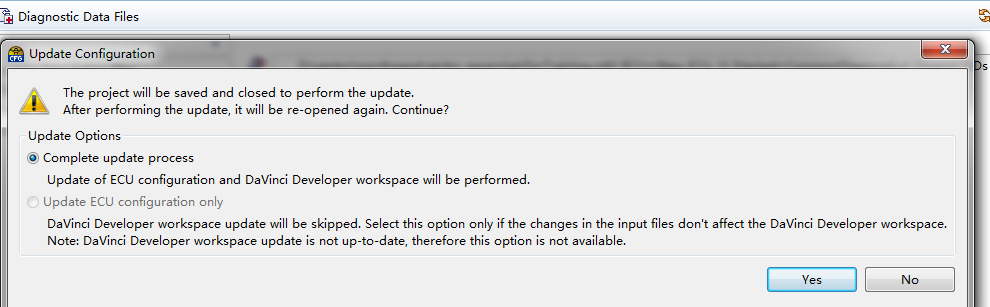 Diagnostic Data Files
Update Configuration
Ds
The project will be saved and closed to perform the update.
After performing the update, it will be re-opened again. Continue?
Update Options
Complete update process
Update of ECU configuration and DaVinci Developer workspace will be performed.
Update ECU configuration only
DaVinci Developer workspace update will be skipped. Select this option only if the changes in the input files don't affect the DaVinci Developer workspace.
Note: DaVinci Developer workspace update is not up-to-date, therefore this option is not available.
Yes
No